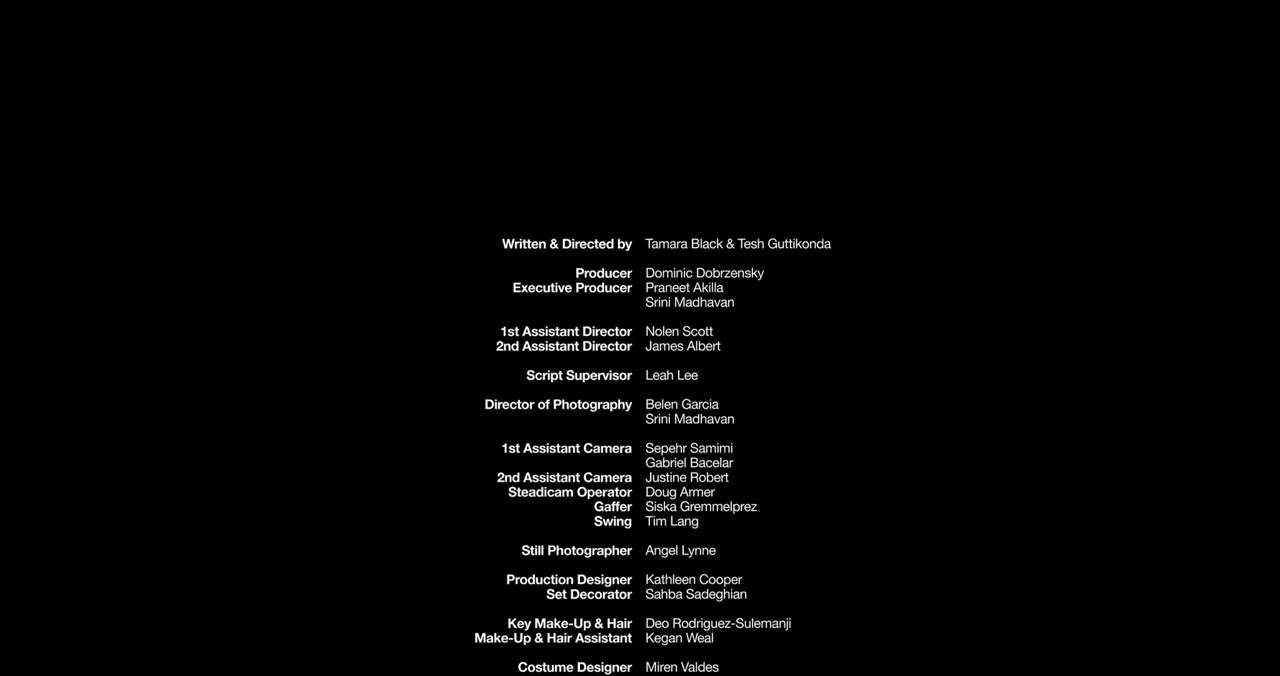 Written & Directed by Tamara Black & Tesh Guttikonda
Producer Dominic Dobrzensky
Executive Producer Praneet Akilla
Srini Madhavan
1st Assistant Director Nolen Scott
2nd Assistant Director James Albert
Script Supervisor Leah Lee
Director of Photography Belen Garcia
Srini Madhavan
1st Assistant Camera Sepehr Samimi
Gabriel Bacelar
2nd Assistant Camera Justine Robert
Steadicam Operator Doug Armer
Gaffer Siska Gremmelprez
Swing Tim Lang
Still Photographer Angel Lynne
Production Designer Kathleen Cooper
Set Decorator Sahba Sadeghian
Key Make-Up & Hair Deo Rodriguez-Sulemanji
Make-Up & Hair Assistant Kegan Weal
Costume Designer Miren Valdes